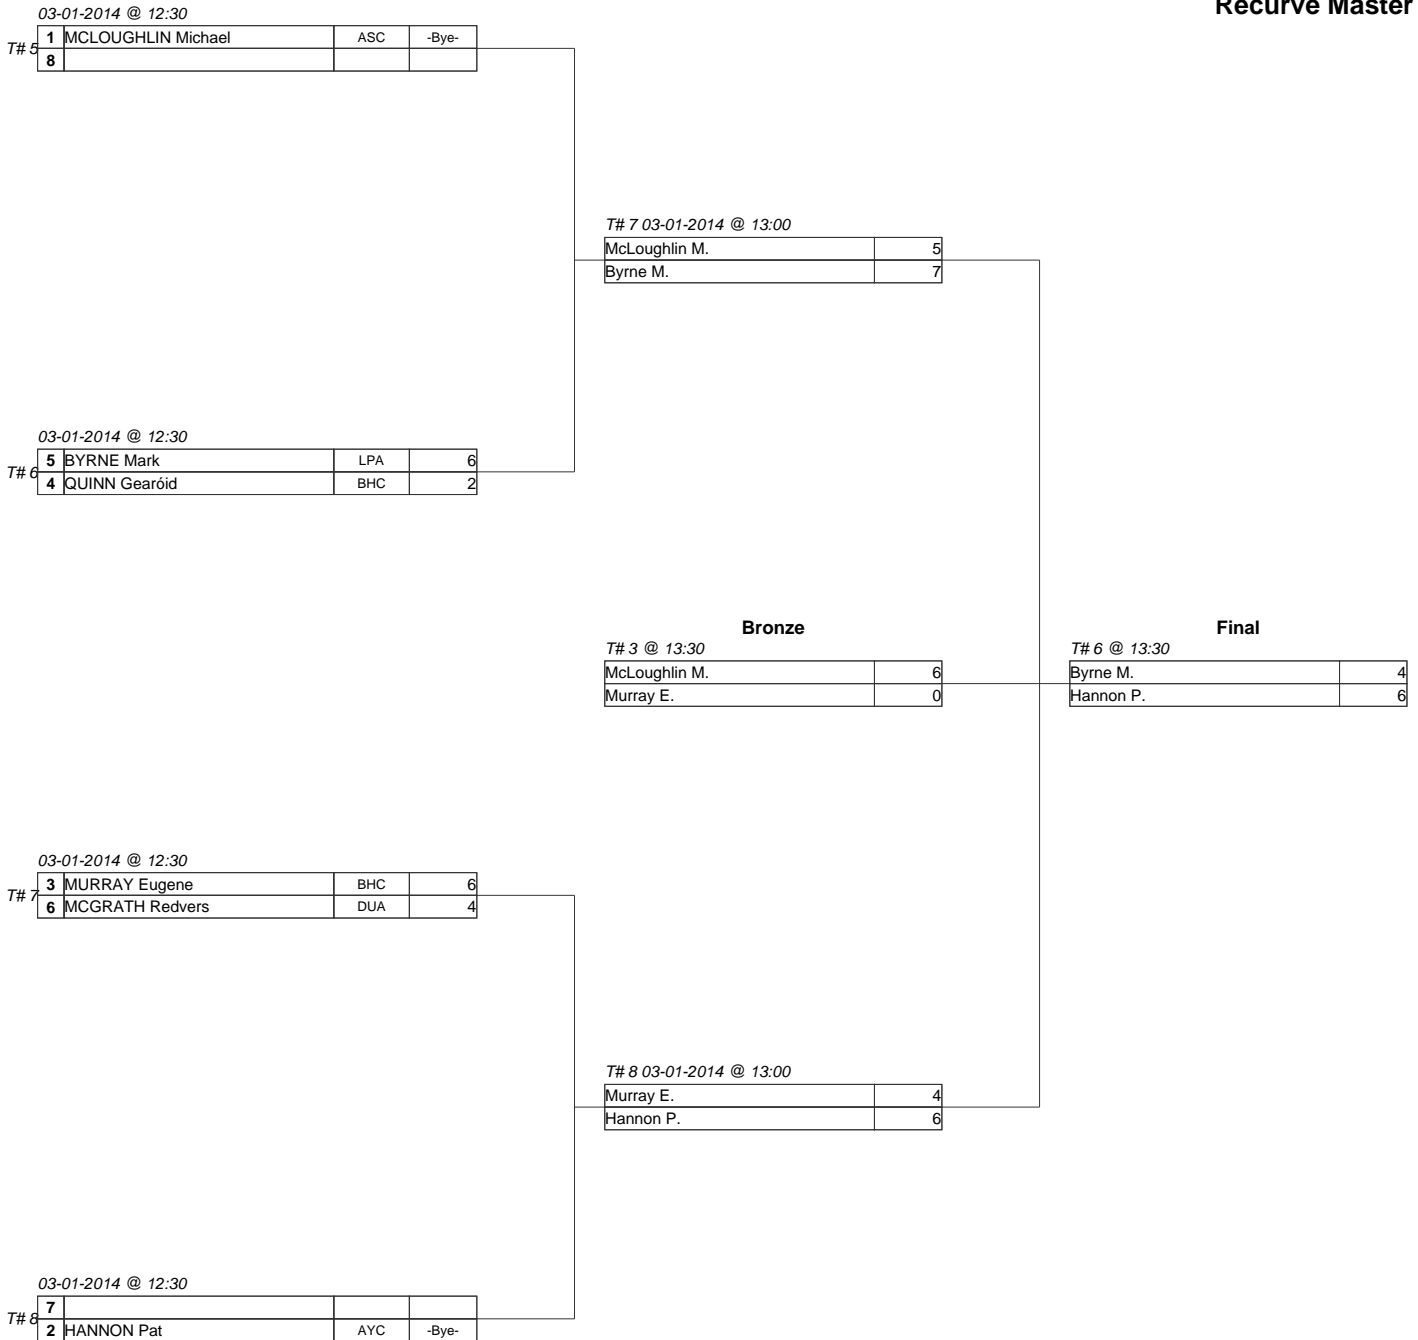 Recurve Master
03-01-2014 @ 12:30
T# 5
1 MCLOUGHLIN Michael ASC -Bye-
8
T# 7 03-01-2014 @ 13:00
McLoughlin M. 5
Byrne M. 7
03-01-2014 @ 12:30
T# 6
5 BYRNE Mark LPA 6
4 QUINN Gearóid BHC 2
Bronze
T# 3 @ 13:30
McLoughlin M. 6
Murray E. 0
Final
T# 6 @ 13:30
Byrne M. 4
Hannon P. 6
03-01-2014 @ 12:30
T# 7
3 MURRAY Eugene BHC 6
6 MCGRATH Redvers DUA 4
T# 8 03-01-2014 @ 13:00
Murray E. 4
Hannon P. 6
03-01-2014 @ 12:30
T# 8
7
2 HANNON Pat AYC -Bye-